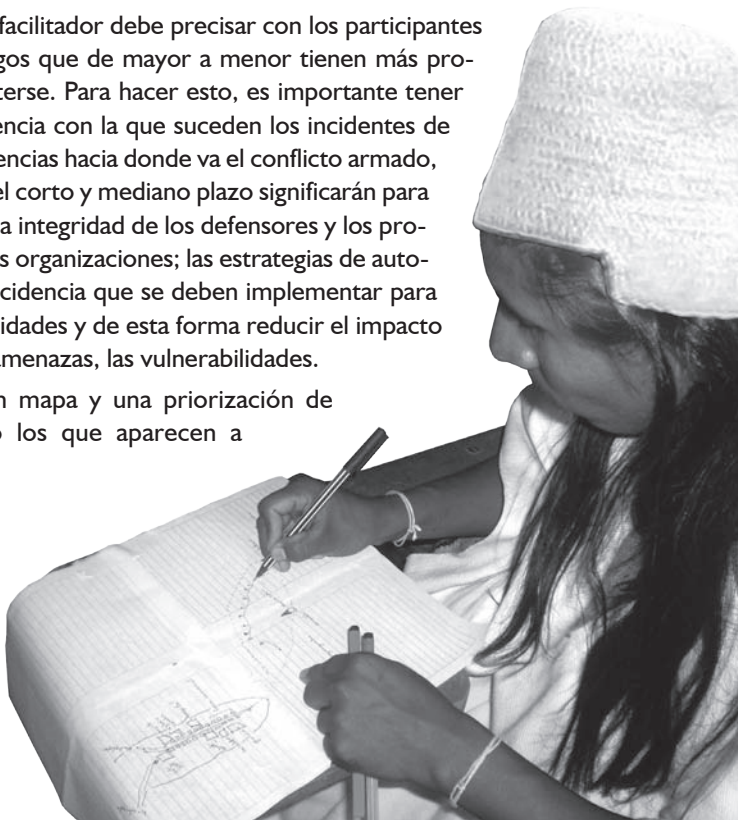 facilitador debe precisar con los participantes
gos que de mayor a menor tienen más pro-
terse. Para hacer esto, es importante tener
encia con la que suceden los incidentes de
encias hacia donde va el conflicto armado,
el corto y mediano plazo significarán para
a integridad de los defensores y los pro-
s organizaciones; las estrategias de auto-
cidencia que se deben implementar para
idades y de esta forma reducir el impacto
amenazas, las vulnerabilidades.
n mapa y una priorización de
los que aparecen a